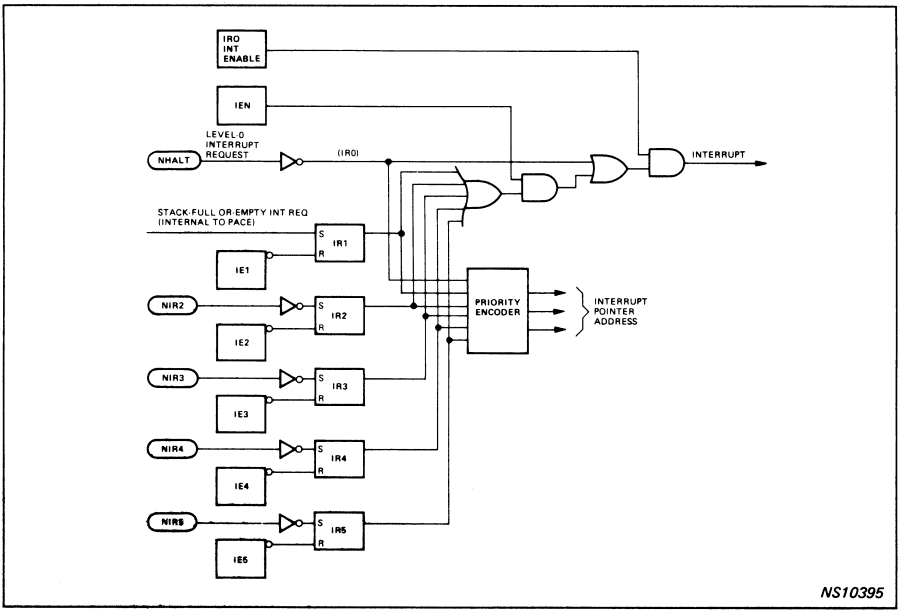 IRO
INT
ENABLE
IEN
LEVEL-0
INTERRUPT
REQUEST
NHALT
(IR0)
INTERRUPT
STACK-FULL OR-EMPTY INT REQ
(INTERNAL TO PACE)
S
R
IR1
IE1
NIR2
S
R
IR2
IE2
PRIORITY
ENCODER
INTERRUPT
POINTER
ADDRESS
NIR3
S
R
IR3
IE3
NIR4
S
R
IR4
IE4
NIR5
S
R
IR5
IE5
NS10395